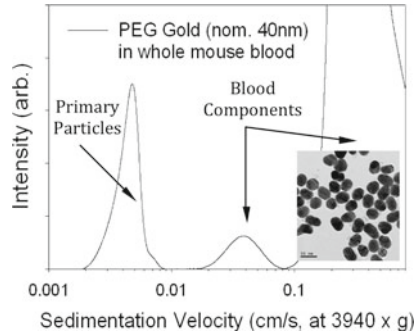 PEG Gold (nom. 40nm)
in whole mouse blood
Primary
Particles
Blood
Components
Intensity (arb.)
0.001
0.01
0.1
Sedimentation Velocity (cm/s, at 3940 x g)